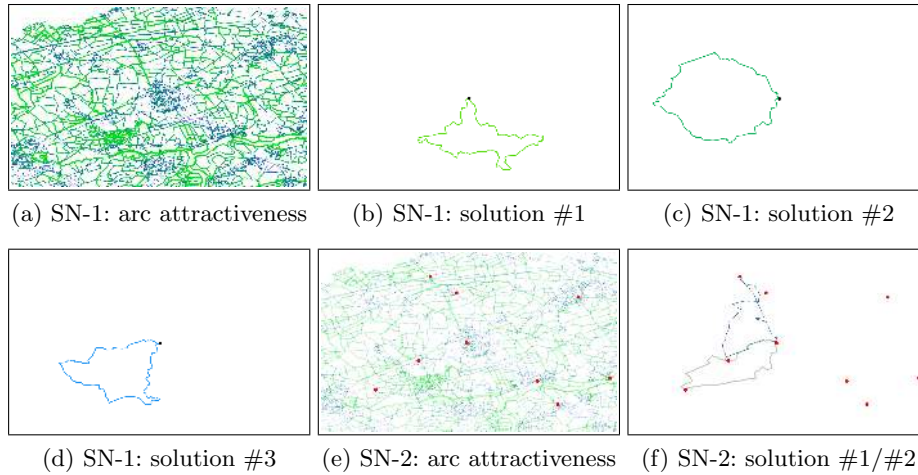 (a) SN-1: arc attractiveness
(b) SN-1: solution #1
(c) SN-1: solution #2
(d) SN-1: solution #3
(e) SN-2: arc attractiveness
(f) SN-2: solution #1/#2